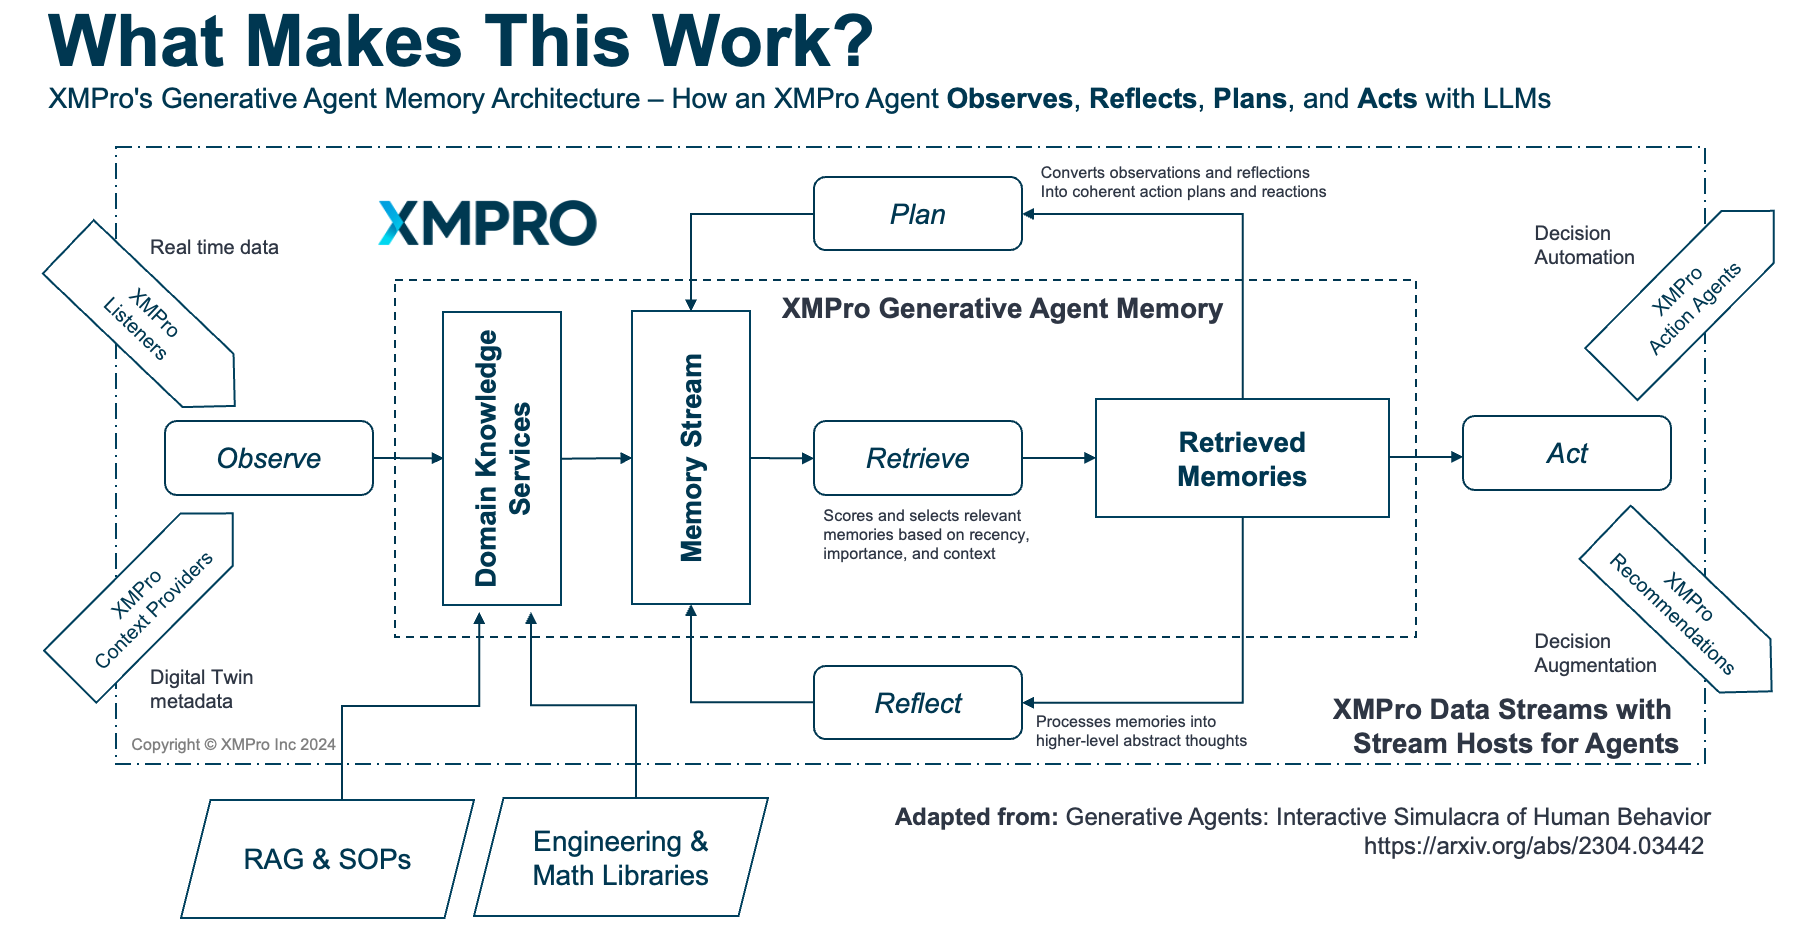 What Makes This Work?
XMPro's Generative Agent Memory Architecture – How an XMPro Agent Observes, Reflects, Plans, and Acts with LLMs
Real time data
XMPro
Listeners
XMPRO
Plan
Converts observations and reflections
Into coherent action plans and reactions
Decision
Automation
XMPro
Action Agents
XMPro Generative Agent Memory
Observe
Domain Knowledge
Services
Memory Stream
Retrieve
Scores and selects relevant
memories based on recency,
importance, and context
Retrieved
Memories
Act
XMPro
Context Providers
Digital Twin
metadata
Reflect
Processes memories into
higher-level abstract thoughts
XMPro
Recommendations
Decision
Augmentation
XMPro Data Streams with
Stream Hosts for Agents
Copyright © XMPro Inc 2024
RAG & SOPs
Engineering &
Math Libraries
Adapted from: Generative Agents: Interactive Simulacra of Human Behavior
https://arxiv.org/abs/2304.03442